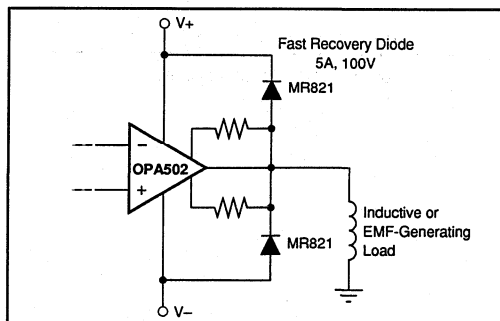 V+
Fast Recovery Diode
5A, 100V
MR821
−
OPA502
+
Inductive or
EMF-Generating
Load
MR821
V−